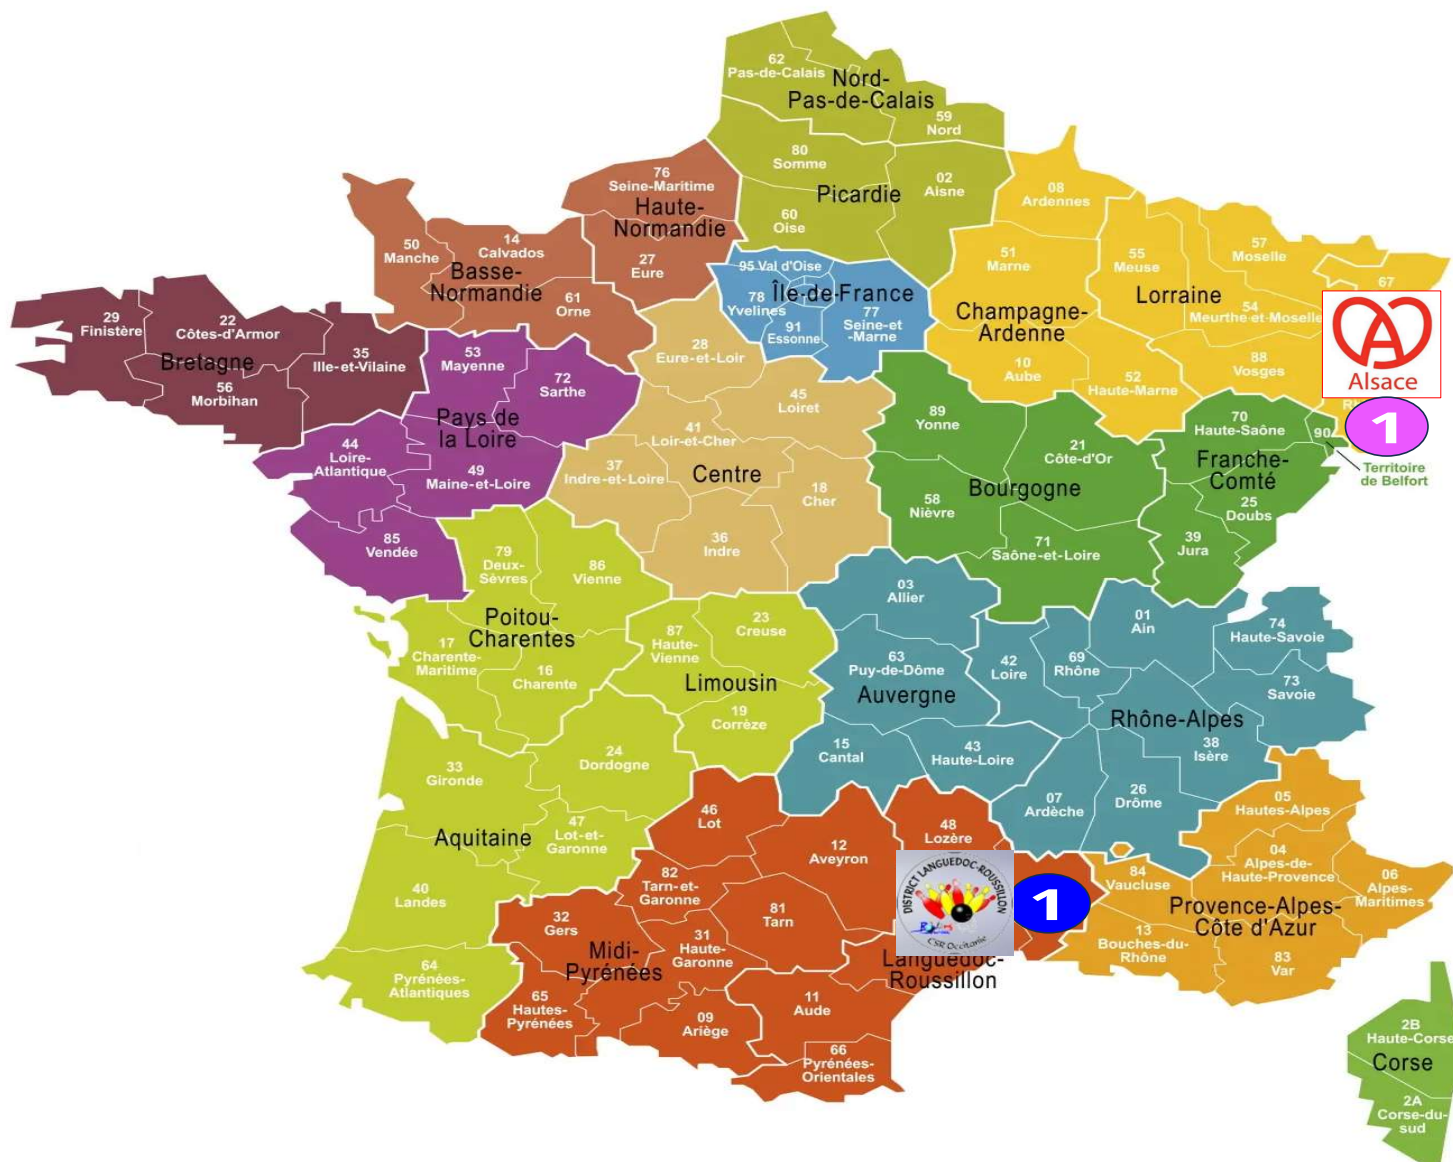 62
Pas-de-Calais
Nord-
Pas-de-Calais
59
Nord
80
Somme
02
Aisne
Picardie
60
Oise
76
Seine-Maritime
Haute-
Normandie
27
Eure
50
Manche
14
Calvados
Basse-
Normandie
61
Orne
95 Val d'Oise
78
Yvelines
Île-de-France
91
Essonne
77
Seine-et
-Marne
08
Ardennes
51
Marne
Champagne-
Ardenne
10
Aube
52
Haute-Marne
55
Meuse
57
Moselle
Lorraine
54
Meurthe et-Moselle
88
Vosges
67
Alsace
1
29
Finistère
22
Côtes-d'Armor
Bretagne
35
Ille-et-Vilaine
56
Morbihan
53
Mayenne
72
Sarthe
Pays de
la Loire
44
Loire-
Atlantique
49
Maine-et-Loire
85
Vendée
28
Eure-et-Loir
45
Loiret
41
Loir-et-Cher
37
Indre-et-Loire
Centre
18
Cher
36
Indre
89
Yonne
21
Côte-d'Or
Bourgogne
58
Nièvre
71
Saône-et-Loire
70
Haute-Saône
90
Territoire
de Belfort
Franche-
Comté
25
Doubs
39
Jura
79
Deux-
Sèvres
86
Vienne
Poitou-
Charentes
17
Charente-
Maritime
16
Charente
87
Haute-
Vienne
23
Creuse
Limousin
19
Corrèze
03
Allier
63
Puy-de-Dôme
Auvergne
15
Cantal
43
Haute-Loire
42
Loire
69
Rhône
01
Ain
74
Haute-Savoie
73
Savoie
Rhône-Alpes
38
Isère
07
Ardèche
26
Drôme
33
Gironde
24
Dordogne
Aquitaine
47
Lot-et-
Garonne
40
Landes
64
Pyrénées-
Atlantiques
46
Lot
12
Aveyron
82
Tarn-et-
Garonne
81
Tarn
32
Gers
31
Haute-
Garonne
Midi-
Pyrénées
65
Hautes-
Pyrénées
09
Ariège
48
Lozère
DISTRICT LANGUEDOC-ROUSSILLON
CSR Occitanie
1
Languedoc-
Roussillon
11
Aude
66
Pyrénées-
Orientales
05
Hautes-Alpes
04
Alpes-de-
Haute-Provence
84
Vaucluse
06
Alpes-
Maritimes
Provence-Alpes-
Côte d'Azur
13
Bouches-du-
Rhône
83
Var
2B
Haute-Corse
Corse
2A
Corse-du-
sud